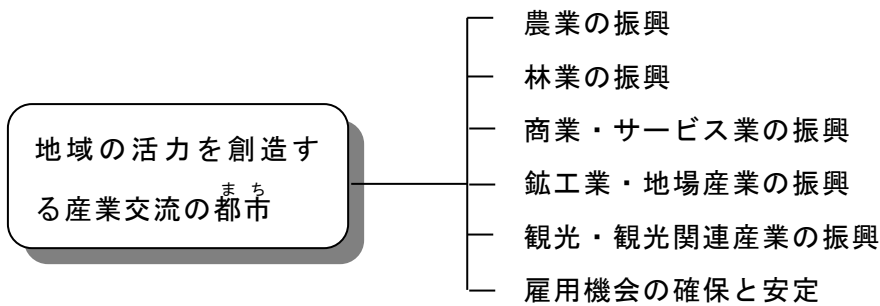 地域の活力を創造す
る産業交流の都市
まち
農業の振興
林業の振興
商業・サービス業の振興
鉱工業・地場産業の振興
観光・観光関連産業の振興
雇用機会の確保と安定